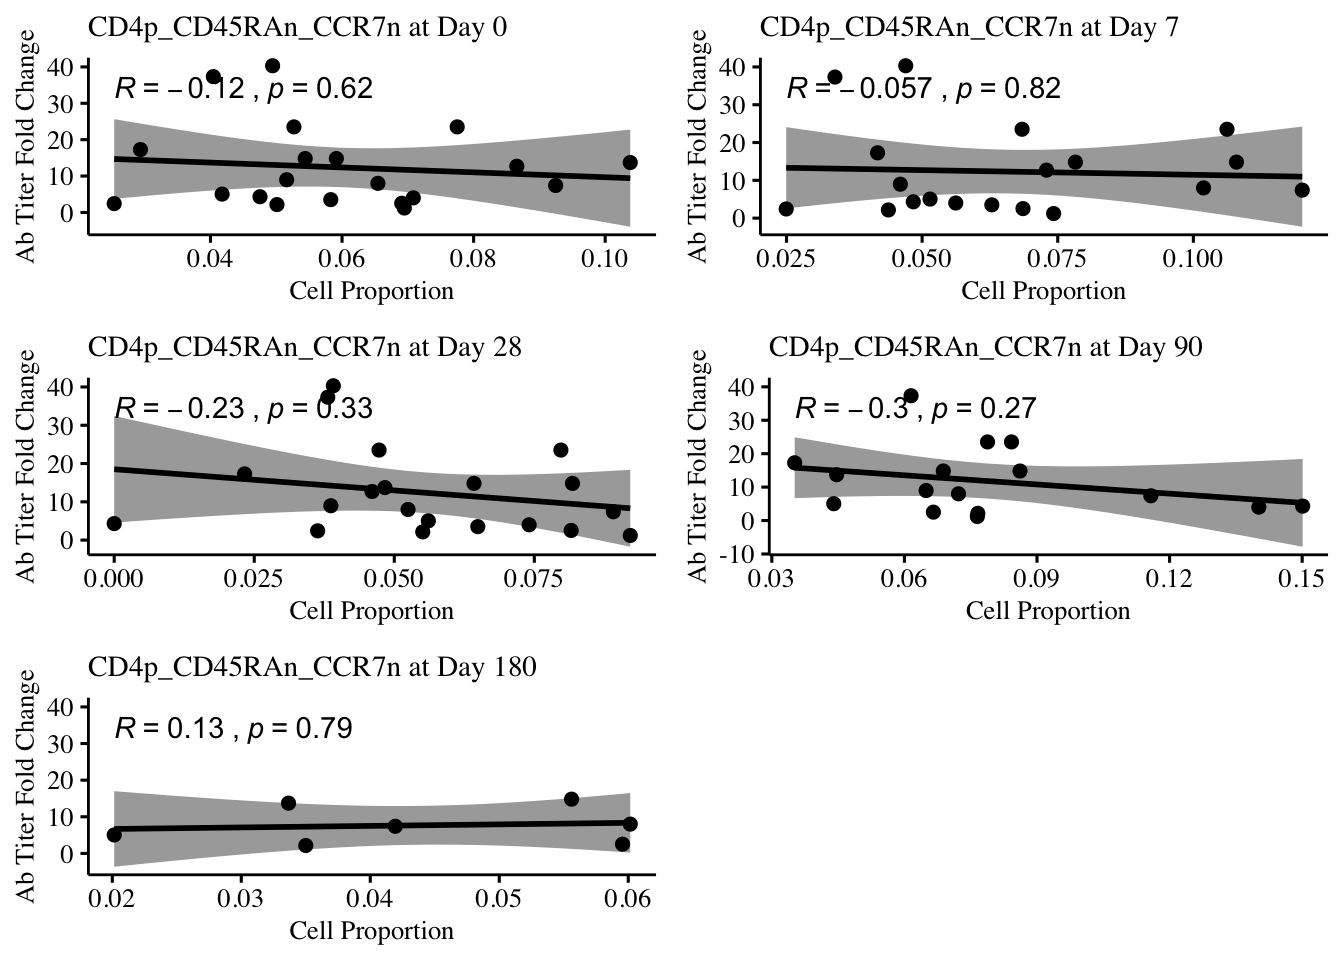 CD4p_CD45RAn_CCR7n at Day 0
Ab Titer Fold Change
40
30
20
10
0
R = −0.12 , p = 0.62
0.04 0.06 0.08 0.10
Cell Proportion
CD4p_CD45RAn_CCR7n at Day 7
Ab Titer Fold Change
40
30
20
10
0
R = −0.057 , p = 0.82
0.025 0.050 0.075 0.100
Cell Proportion
CD4p_CD45RAn_CCR7n at Day 28
Ab Titer Fold Change
40
30
20
10
0
R = −0.23 , p = 0.33
0.000 0.025 0.050 0.075
Cell Proportion
CD4p_CD45RAn_CCR7n at Day 90
Ab Titer Fold Change
40
30
20
10
0
-10
R = −0.3 , p = 0.27
0.03 0.06 0.09 0.12 0.15
Cell Proportion
CD4p_CD45RAn_CCR7n at Day 180
Ab Titer Fold Change
40
30
20
10
0
R = 0.13 , p = 0.79
0.02 0.03 0.04 0.05 0.06
Cell Proportion